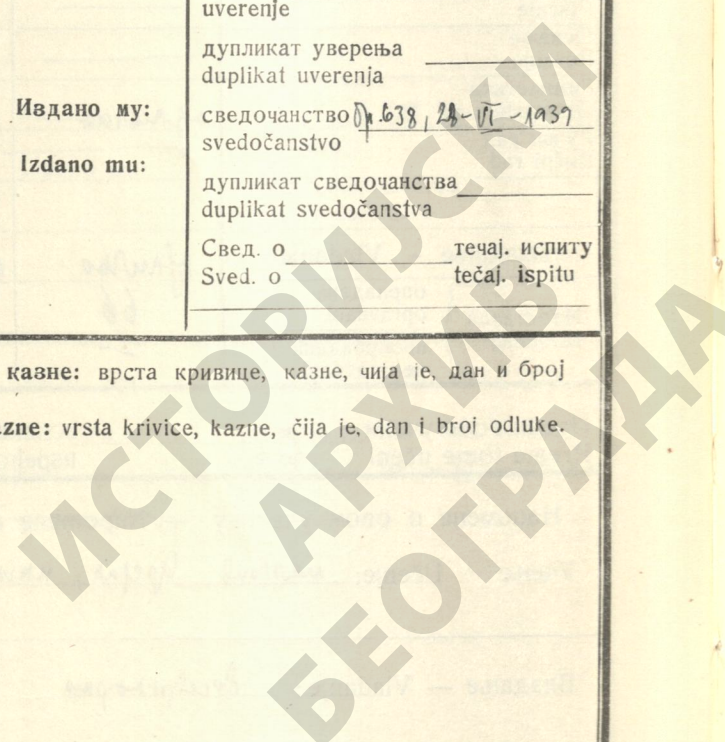 uverenje
дупликат уверења
duplikat uverenja
Издано му:
Izdano mu:
сведочанство Бр. 638, 28-VI-1939
svedočanstvo
дупликат сведочанства
duplikat svedočanstva
Свед. о течај. испиту
Sved. o tečaj. ispitu
казне: врста кривице, казне, чија је, дан и број
zne: vrsta krivice, kazne, čija je, dan i broj odluke.
ИСТОРИЈСКИ
АРХИВ
БЕОГРАДА